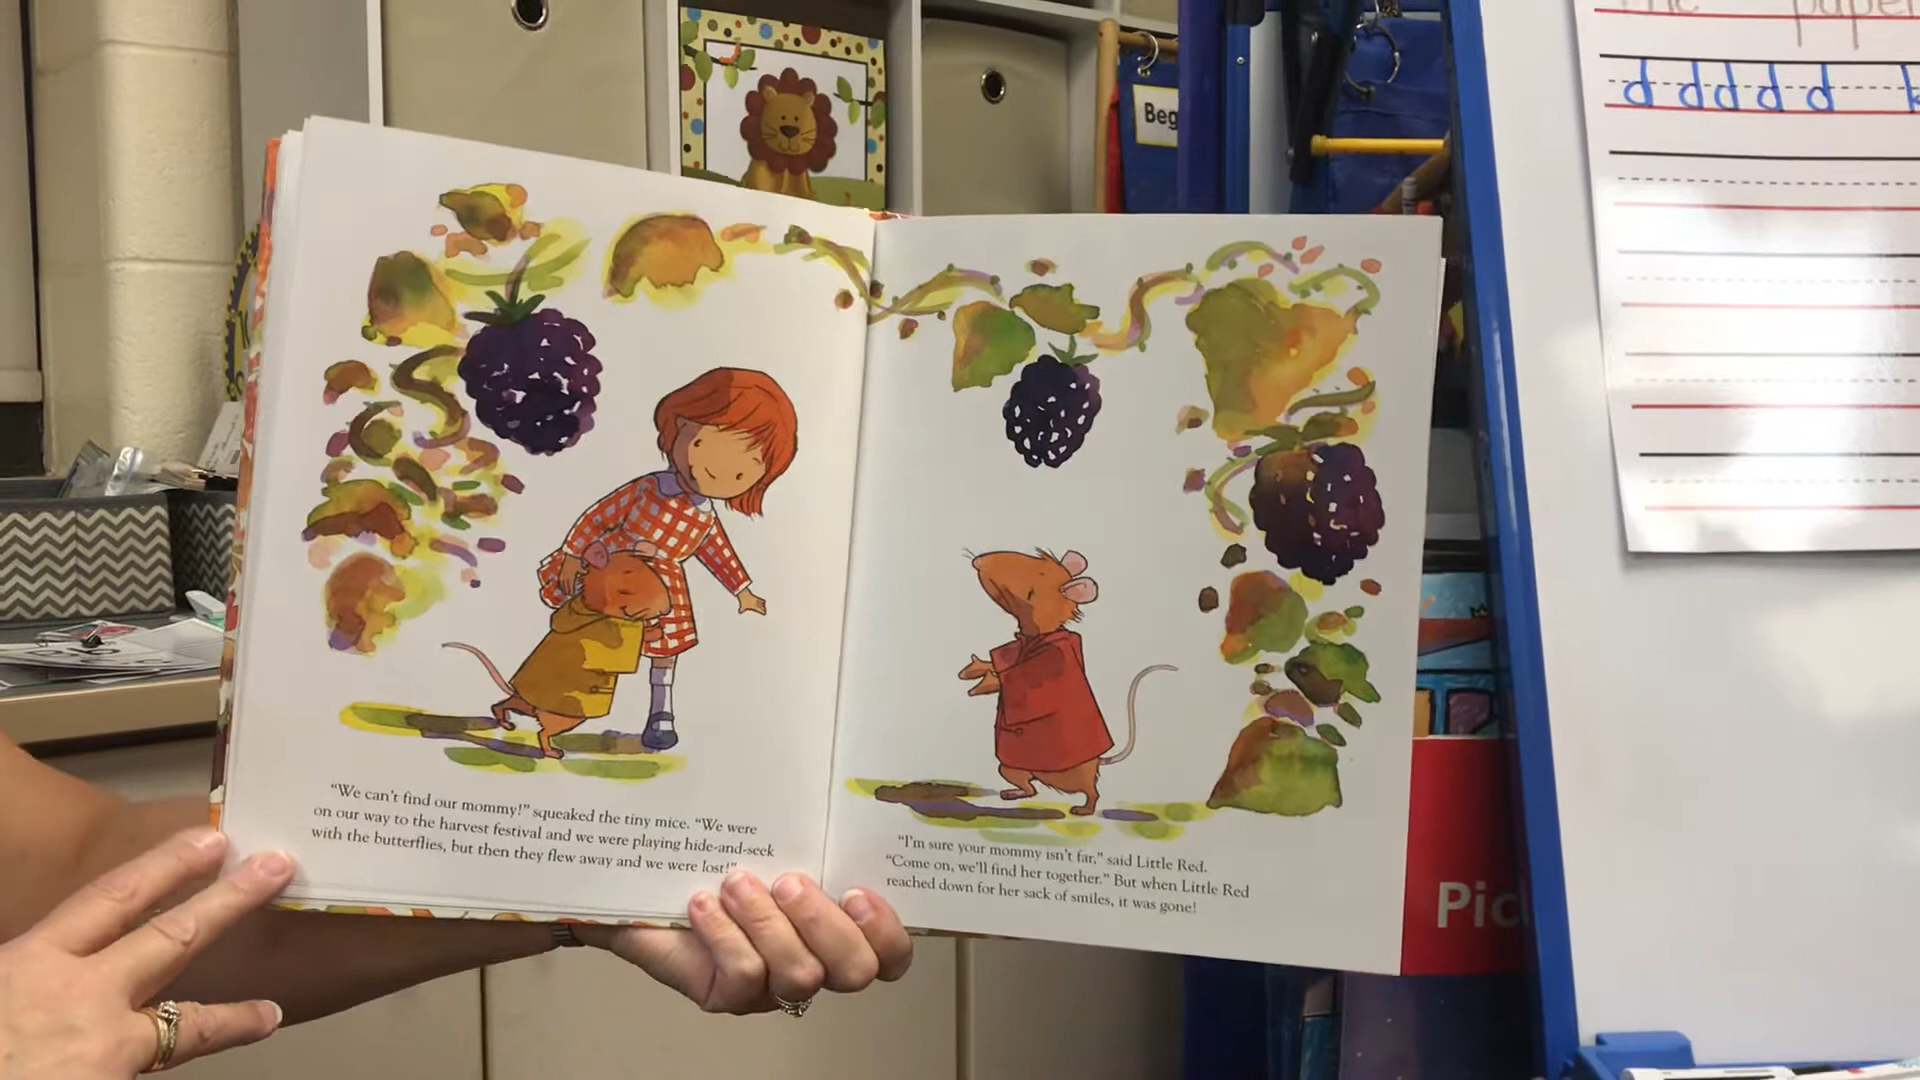 “We can’t find our mommy!” squeaked the tiny mice. “We were
on our way to the harvest festival and we were playing hide-and-seek
with the butterflies, but then they flew away and we were lost!”
“I’m sure your mommy isn’t far,” said Little Red.
“Come on, we’ll find her together.” But when Little Red
reached down for her sack of smiles, it was gone!
Beg
Pic
The paper
d d d d d k